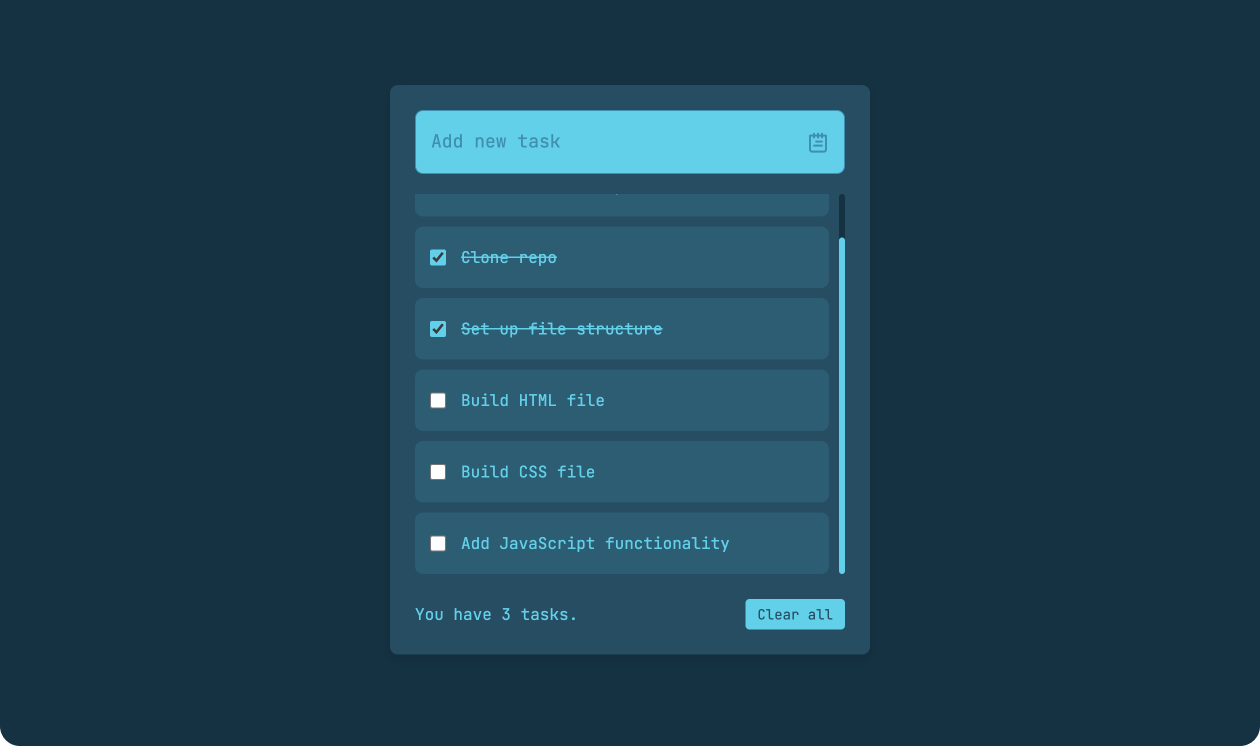 Add new task
Clone repo
Set up file structure
Build HTML file
Build CSS file
Add JavaScript functionality
You have 3 tasks.
Clear all